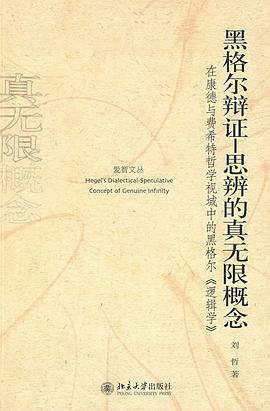 黑格尔辩证-思辨的真无限概念
在康德与费希特哲学视域中的黑格尔《逻辑学》
刘 哲 著
爱智文丛
Hegel's Dialectical-Speculative
Concept of Genuine Infinity
真无限概念
北京大学出版社
PEKING UNIVERSITY PRESS